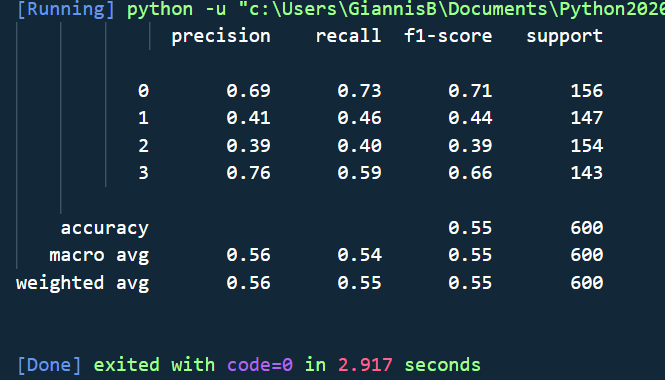 [Running] python -u "c:\Users\GiannisB\Documents\Python2020
precision recall f1-score support
0 0.69 0.73 0.71 156
1 0.41 0.46 0.44 147
2 0.39 0.40 0.39 154
3 0.76 0.59 0.66 143
accuracy 0.55 600
macro avg 0.56 0.54 0.55 600
weighted avg 0.56 0.55 0.55 600
[Done] exited with code=0 in 2.917 seconds